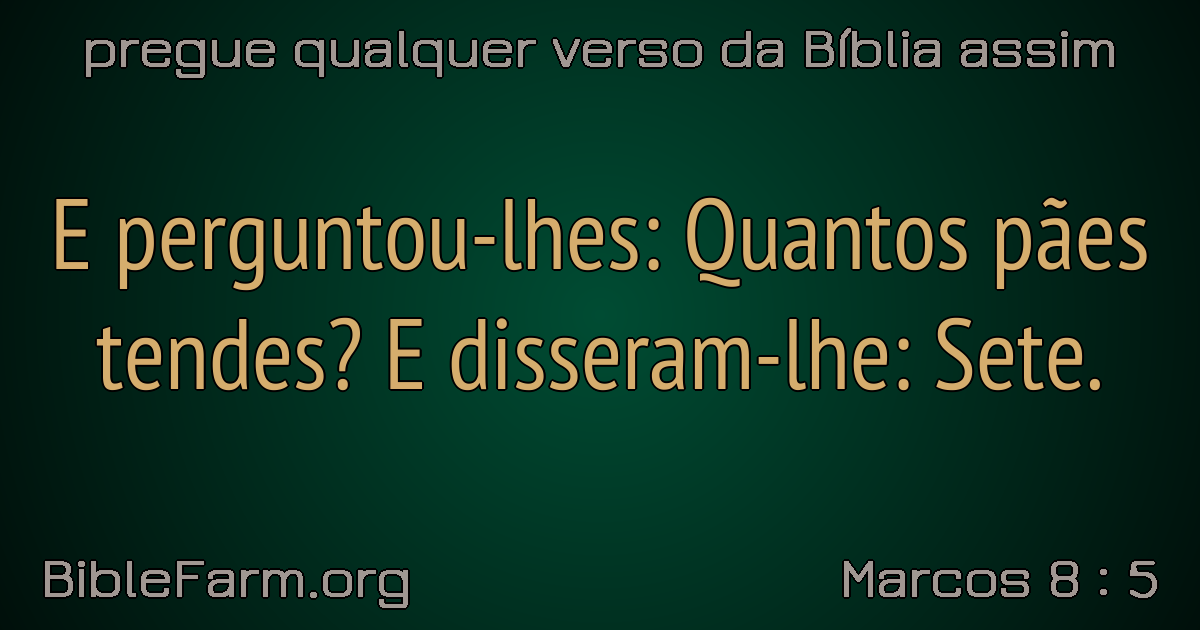 pregue qualquer verso da Bíblia assim
E perguntou-lhes: Quantos pães
tendes? E disseram-lhe: Sete.
BibleFarm.org
Marcos 8 : 5